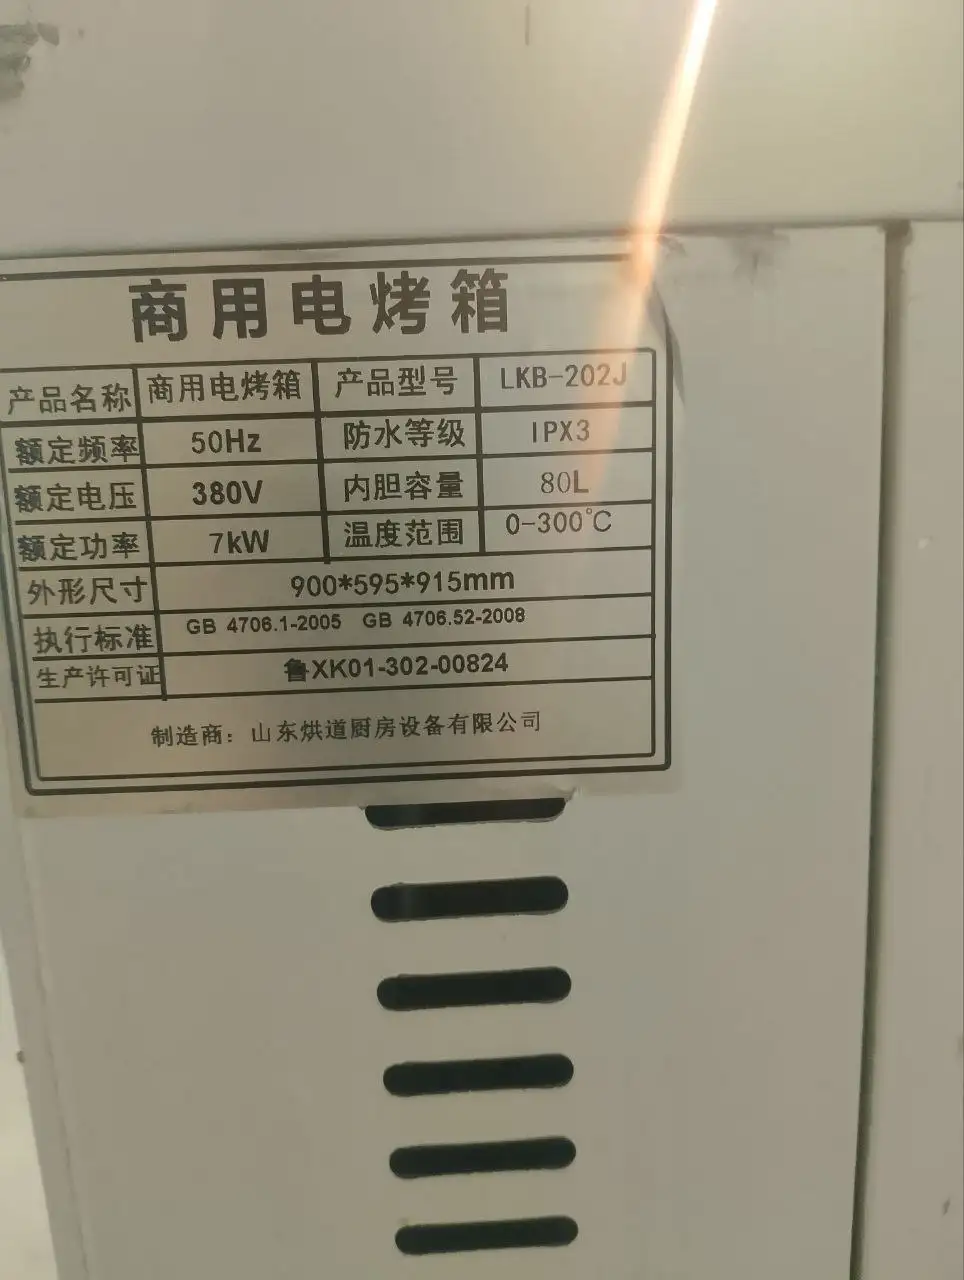 商用电烤箱
产品名称 商用电烤箱 产品型号 LKB-202J
额定频率 50Hz 防水等级 IPX3
额定电压 380V 内胆容量 80L
额定功率 7kW 温度范围 0-300℃
外形尺寸 900*595*915mm
执行标准 GB 4706.1-2005 GB 4706.52-2008
生产许可证 鲁XK01-302-00824
制造商：山东烘道厨房设备有限公司